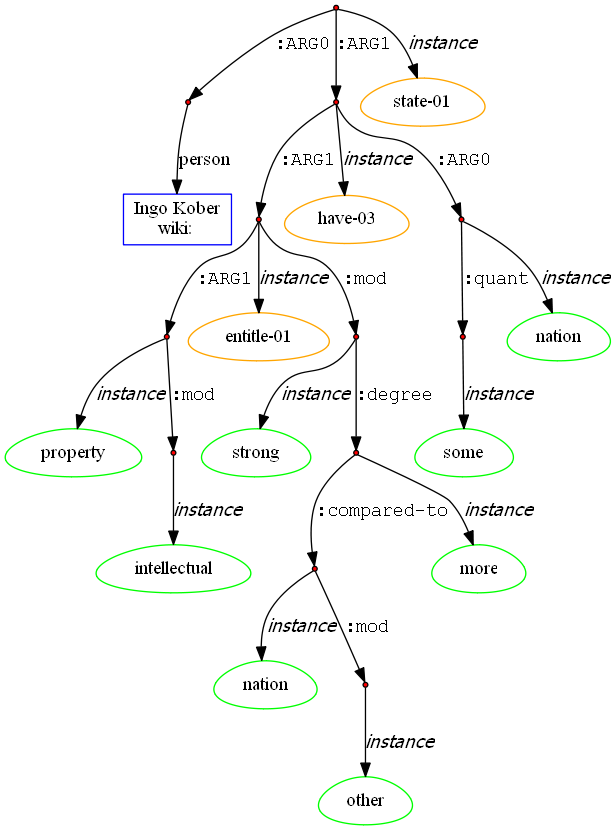 :ARG0 :ARG1 instance
state-01
person :ARG1 instance :ARG0
Ingo Kober
wiki:
have-03
:ARG1 instance :mod :quant instance
entitle-01 nation
instance :mod instance :degree instance
property strong some
instance :compared-to instance
intellectual more
instance :mod
nation
instance
other